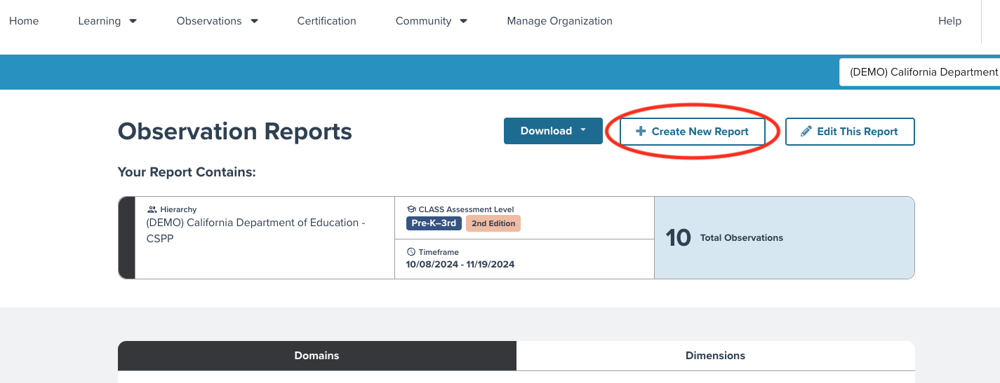 Home Learning Observations Certification Community Manage Organization Help
(DEMO) California Department
Observation Reports
Download Create New Report Edit This Report
Your Report Contains:
Hierarchy
(DEMO) California Department of Education -
CSPP
CLASS Assessment Level
Pre-K–3rd 2nd Edition
Timeframe
10/08/2024 - 11/19/2024
10 Total Observations
Domains Dimensions